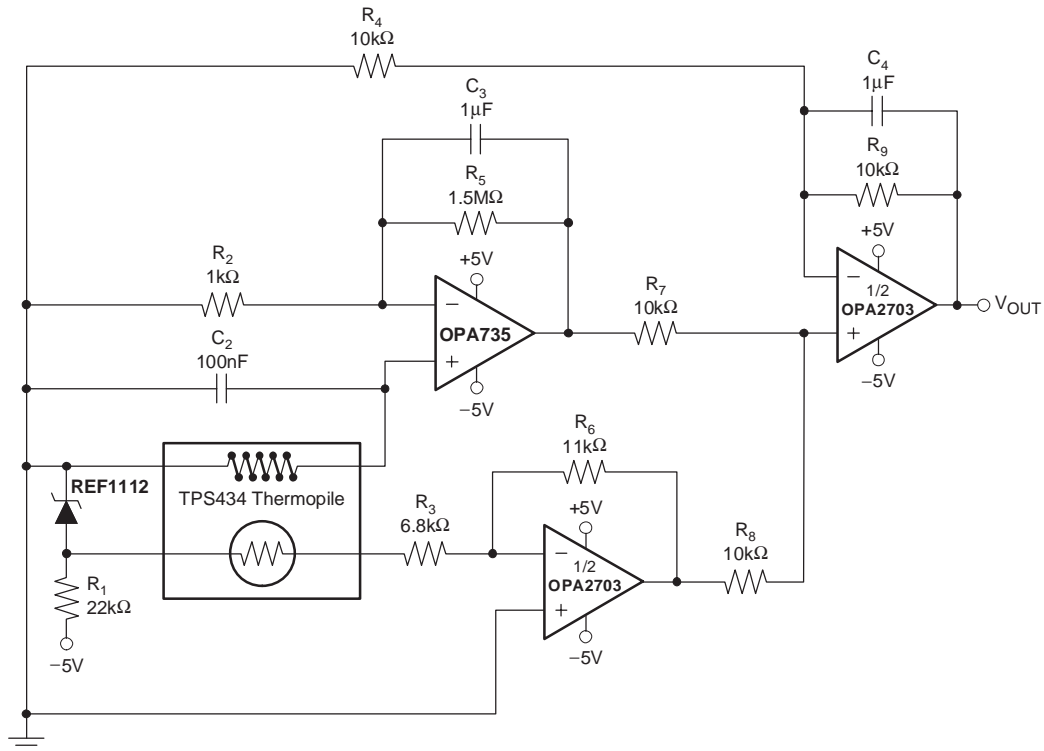 R4
10kΩ
C4
1μF
C3
1μF
R9
10kΩ
R5
1.5MΩ
+5V
R2
1kΩ
+5V
R7
10kΩ
−
1/2
OPA2703
+
VOUT
−
OPA735
+
C2
100nF
−5V
−5V
R6
11kΩ
REF1112
TPS434 Thermopile
R3
6.8kΩ
+5V
R8
10kΩ
−
1/2
OPA2703
+
R1
22kΩ
−5V
−5V